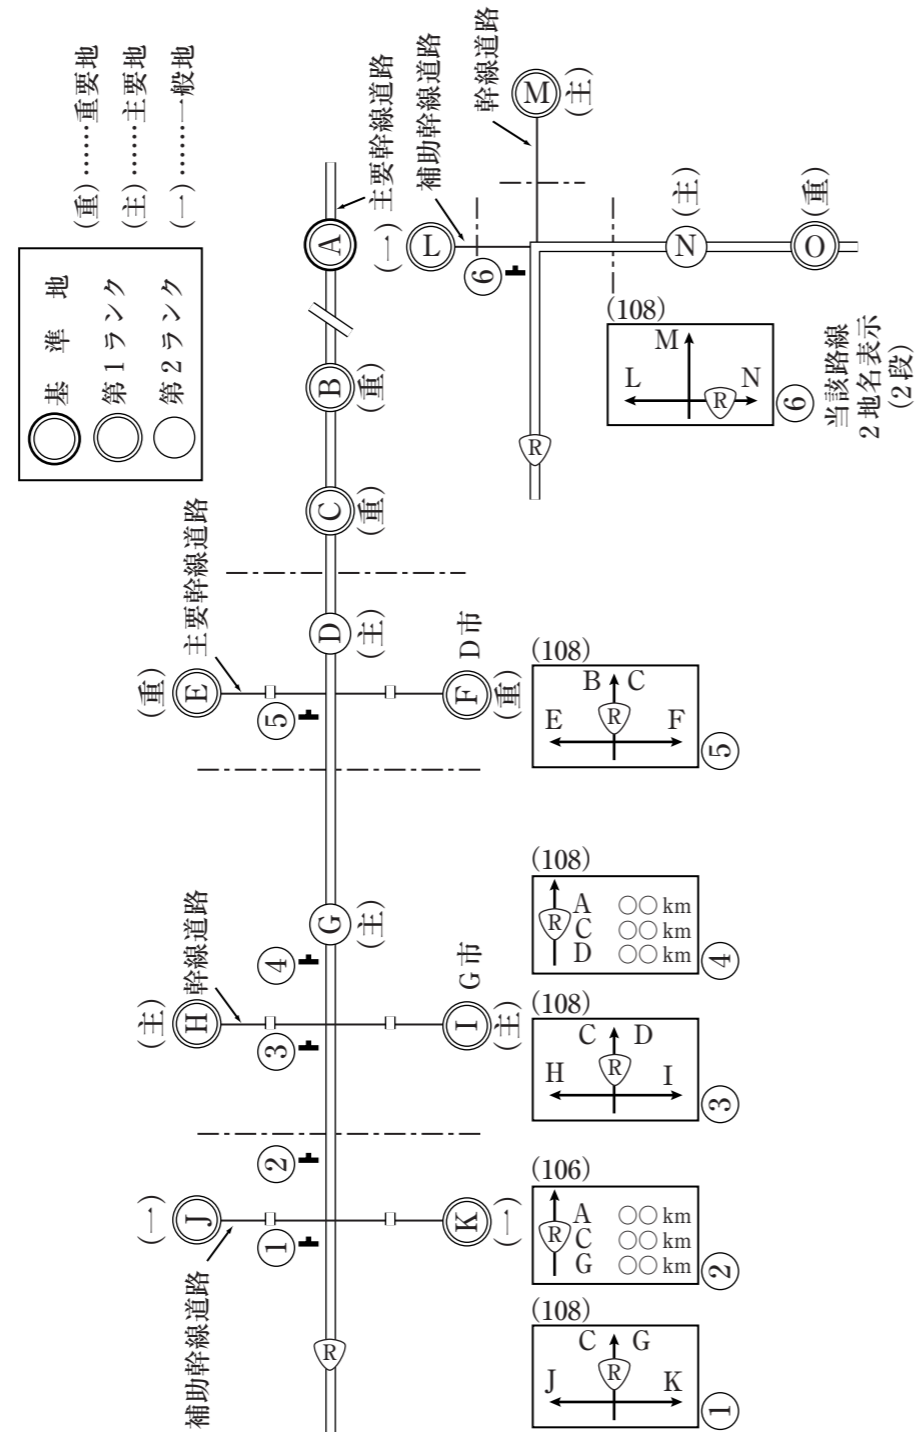 基準地
第1ランク
第2ランク
(重)……重要地
(主)……主要地
(一)……一般地
補助幹線道路
(一)
J
K
(一)
R
①
②
幹線道路
(主)
H
I
(主)
G市
③
④
G
(主)
主要幹線道路
(重)
E
F
(重)
D市
⑤
D
(主)
C
(重)
B
(重)
A
主要幹線道路
(一)
L
補助幹線道路
幹線道路
M
(主)
⑥
R
N
(主)
O
(重)
(108)
C G
J R K
①
(106)
R
A ○○km
C ○○km
G ○○km
②
(108)
C D
H R I
③
(108)
R
A ○○km
C ○○km
D ○○km
④
(108)
B C
E R F
⑤
(108)
M
L R N
⑥
当該路線
2地名表示
(2段)